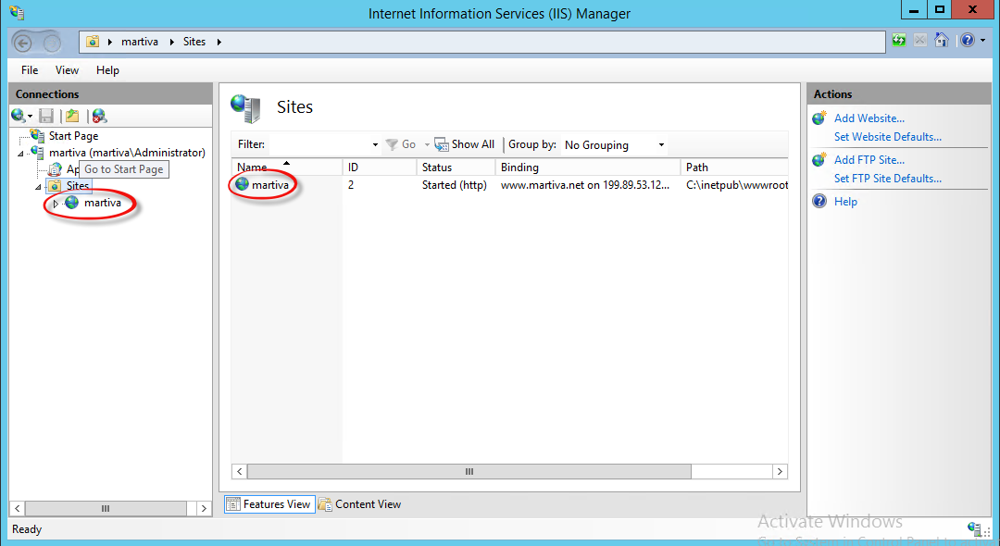 Internet Information Services (IIS) Manager
martiva Sites
File View Help
Connections
Start Page
martiva (martiva\Administrator)
Ap
Go to Start Page
Sites
martiva
Sites
Filter: Go Show All Group by: No Grouping
Name ID Status Binding Path
martiva 2 Started (http) www.martiva.net on 199.89.53.12... C:\inetpub\wwwroot
Features View Content View
Actions
Add Website...
Set Website Defaults...
Add FTP Site...
Set FTP Site Defaults...
Help
Ready
Activate Windows